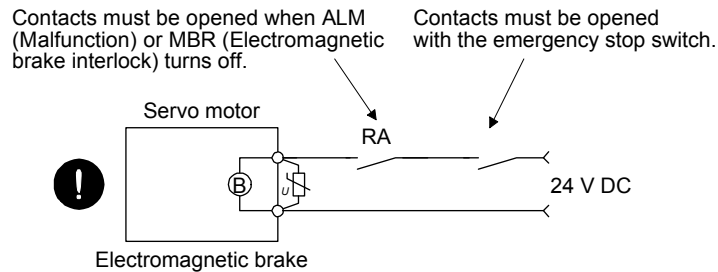 Contacts must be opened when ALM
(Malfunction) or MBR (Electromagnetic
brake interlock) turns off.
Contacts must be opened
with the emergency stop switch.
Servo motor
RA
B
U
24 V DC
Electromagnetic brake